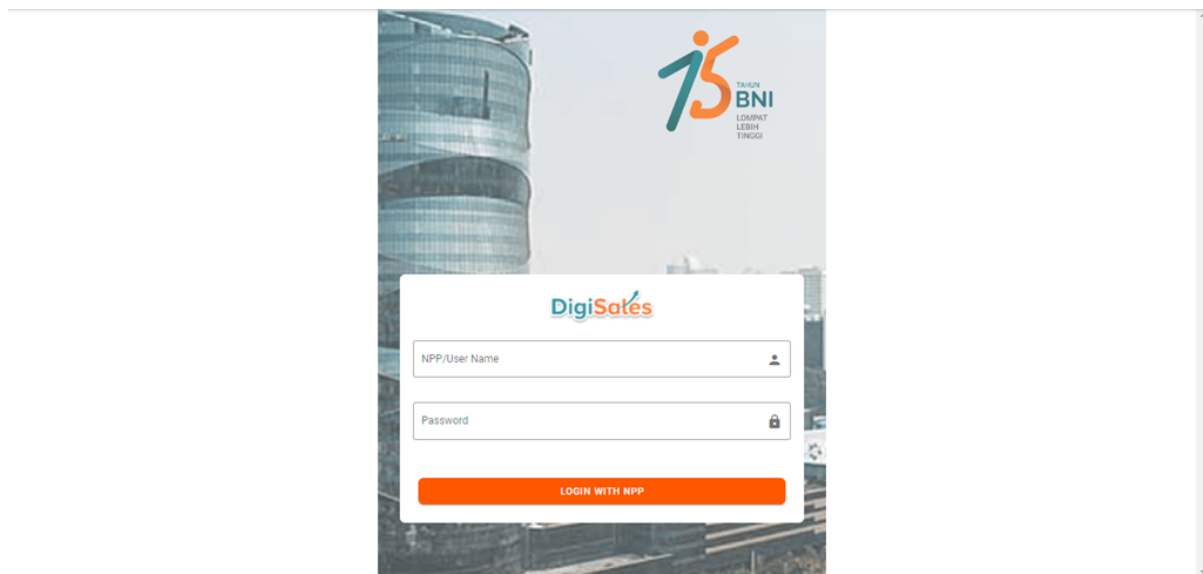 75
TAHUN
BNI
LOMPAT
LEBIH
TINGGI
DigiSales
NPP/User Name
Password
LOGIN WITH NPP